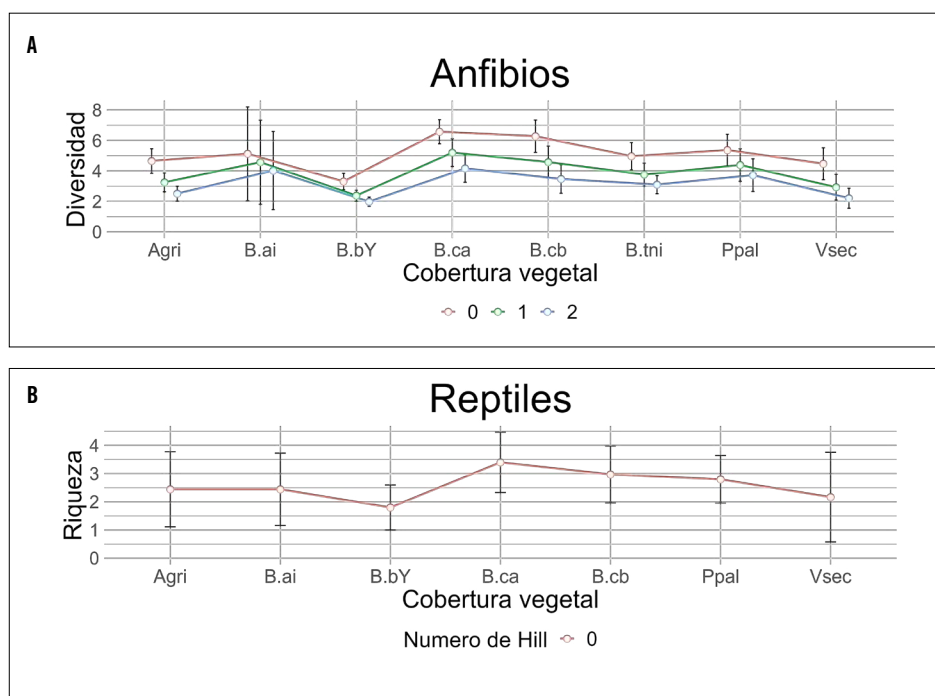 A
Anfibios
Diversidad
8
6
4
2
0
Agri B.ai B.bY B.ca B.cb B.tni Ppal Vsec
Cobertura vegetal
0 1 2
B
Reptiles
Riqueza
4
3
2
1
0
Agri B.ai B.bY B.ca B.cb Ppal Vsec
Cobertura vegetal
Numero de Hill 0